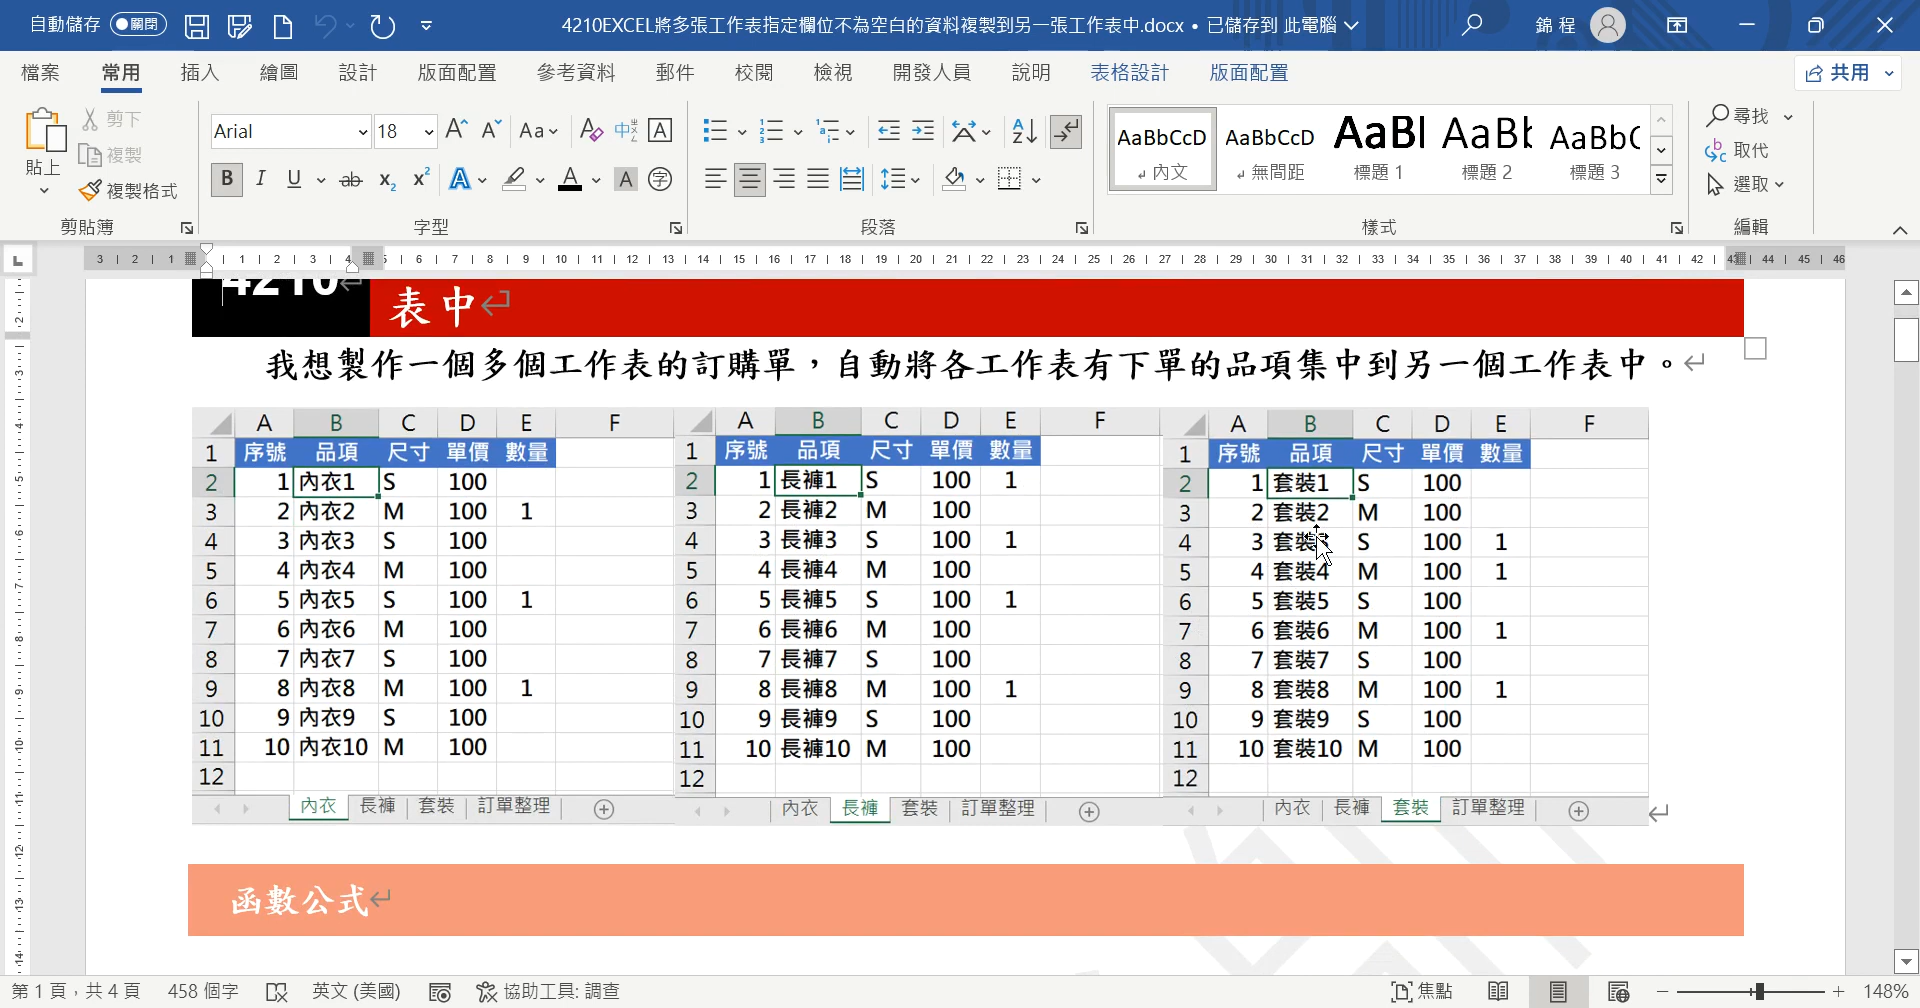 自動儲存 關閉 4210EXCEL將多張工作表指定欄位不為空白的資料複製到另一張工作表中.docx • 已儲存到 此電腦 錦 程
檔案 常用 插入 繪圖 設計 版面配置 參考資料 郵件 校閱 檢視 開發人員 說明 表格設計 版面配置 共用
貼上 剪下 複製 複製格式 剪貼簿
Arial 18 字型
段落
AaBbCcD AaBbCcD AaBl AaBb AaBbC
內文 無間距 標題 1 標題 2 標題 3
樣式
尋找 取代 選取 編輯
4210
表中
我想製作一個多個工作表的訂購單，自動將各工作表有下單的品項集中到另一個工作表中。
A B C D E F
1 序號 品項 尺寸 單價 數量
2 1 內衣1 S 100
3 2 內衣2 M 100 1
4 3 內衣3 S 100
5 4 內衣4 M 100
6 5 內衣5 S 100 1
7 6 內衣6 M 100
8 7 內衣7 S 100
9 8 內衣8 M 100 1
10 9 內衣9 S 100
11 10 內衣10 M 100
12
內衣 長褲 套裝 訂單整理
A B C D E F
1 序號 品項 尺寸 單價 數量
2 1 長褲1 S 100 1
3 2 長褲2 M 100
4 3 長褲3 S 100 1
5 4 長褲4 M 100
6 5 長褲5 S 100 1
7 6 長褲6 M 100
8 7 長褲7 S 100
9 8 長褲8 M 100 1
10 9 長褲9 S 100
11 10 長褲10 M 100
12
內衣 長褲 套裝 訂單整理
A B C D E F
1 序號 品項 尺寸 單價 數量
2 1 套裝1 S 100
3 2 套裝2 M 100
4 3 套裝3 S 100 1
5 4 套裝4 M 100 1
6 5 套裝5 S 100
7 6 套裝6 M 100 1
8 7 套裝7 S 100
9 8 套裝8 M 100 1
10 9 套裝9 S 100
11 10 套裝10 M 100
12
內衣 長褲 套裝 訂單整理
函數公式
第 1 頁，共 4 頁 458 個字 英文 (美國) 協助工具: 調查 焦點 148%